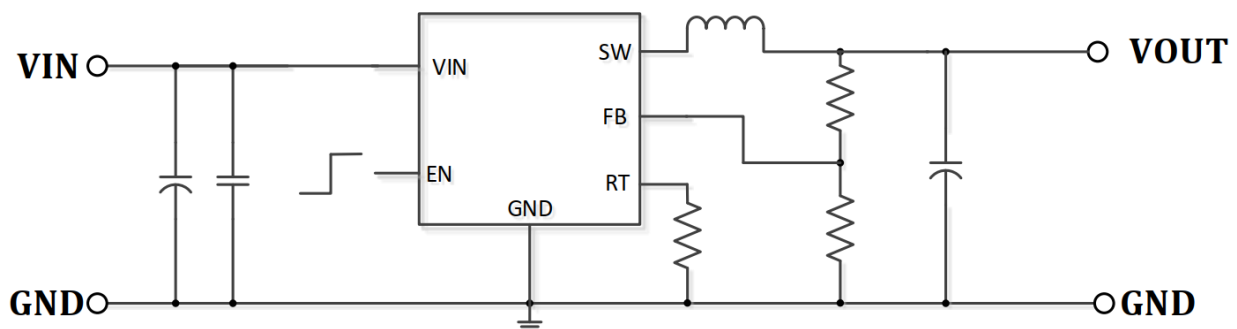 SW
VOUT
VIN
VIN
FB
EN
RT
GND
GND
GND